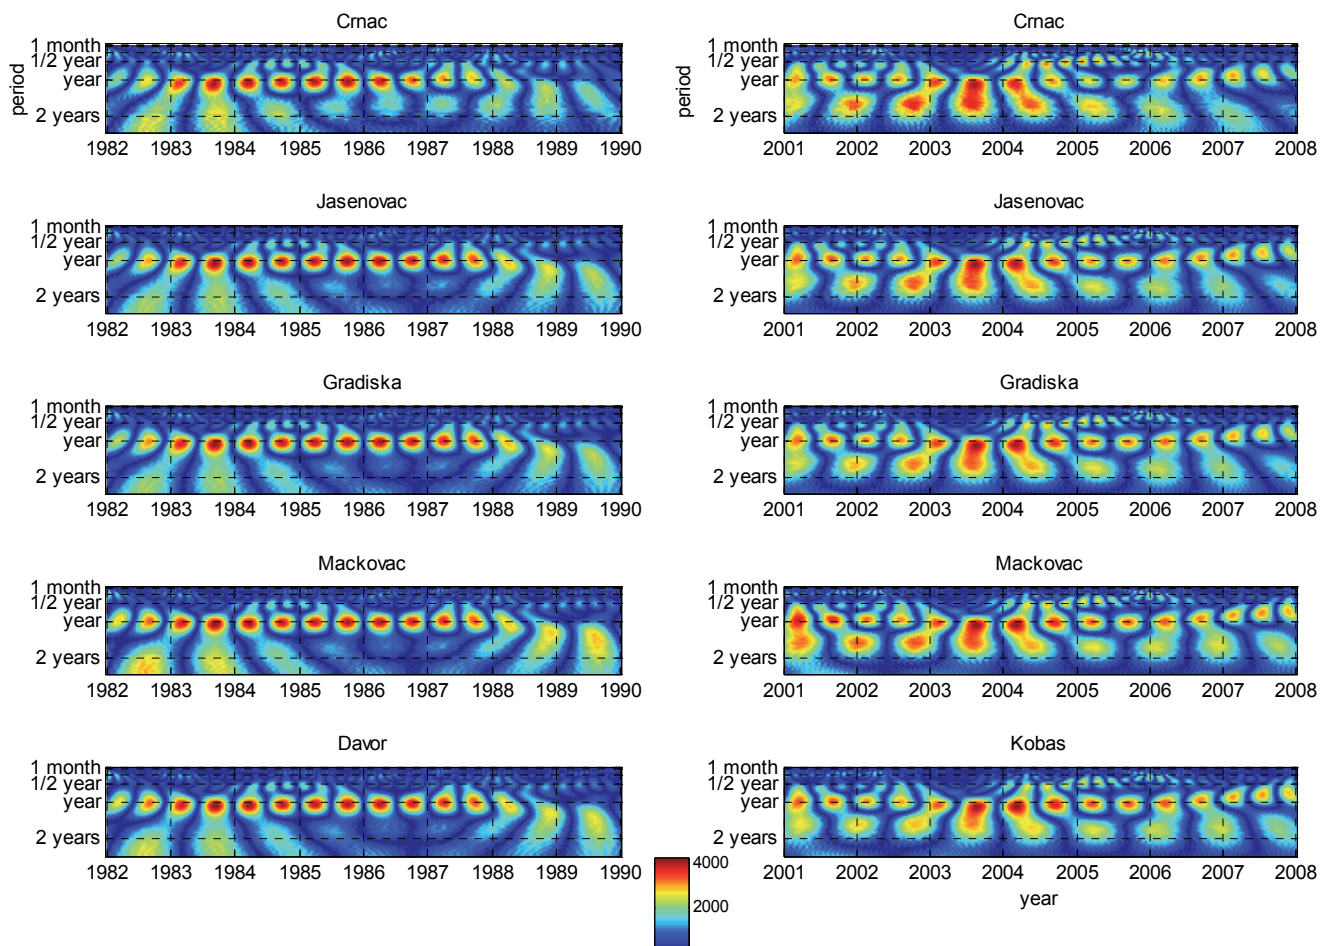 Crnac
1 month
1/2 year
year
2 years
period
1982 1983 1984 1985 1986 1987 1988 1989 1990
Crnac
1 month
1/2 year
year
2 years
period
2001 2002 2003 2004 2005 2006 2007 2008
Jasenovac
1 month
1/2 year
year
2 years
1982 1983 1984 1985 1986 1987 1988 1989 1990
Jasenovac
1 month
1/2 year
year
2 years
2001 2002 2003 2004 2005 2006 2007 2008
Gradiska
1 month
1/2 year
year
2 years
1982 1983 1984 1985 1986 1987 1988 1989 1990
Gradiska
1 month
1/2 year
year
2 years
2001 2002 2003 2004 2005 2006 2007 2008
Mackovac
1 month
1/2 year
year
2 years
1982 1983 1984 1985 1986 1987 1988 1989 1990
Mackovac
1 month
1/2 year
year
2 years
2001 2002 2003 2004 2005 2006 2007 2008
Davor
1 month
1/2 year
year
2 years
1982 1983 1984 1985 1986 1987 1988 1989 1990
Kobas
1 month
1/2 year
year
2 years
2001 2002 2003 2004 2005 2006 2007 2008
year
4000
2000